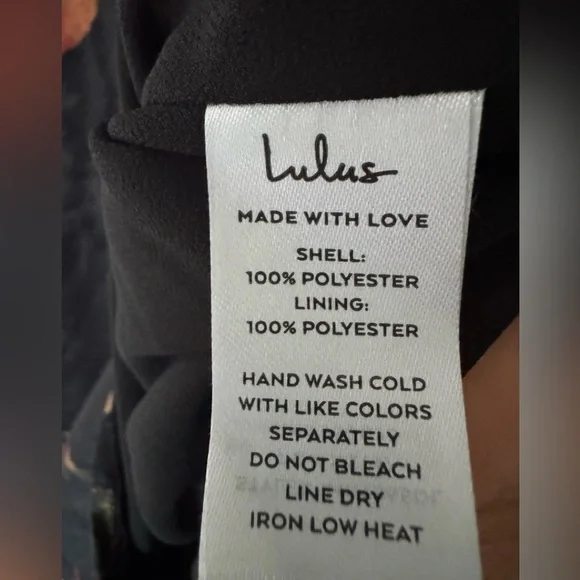 Lulus
MADE WITH LOVE
SHELL:
100% POLYESTER
LINING:
100% POLYESTER
HAND WASH COLD
WITH LIKE COLORS
SEPARATELY
DO NOT BLEACH
LINE DRY
IRON LOW HEAT